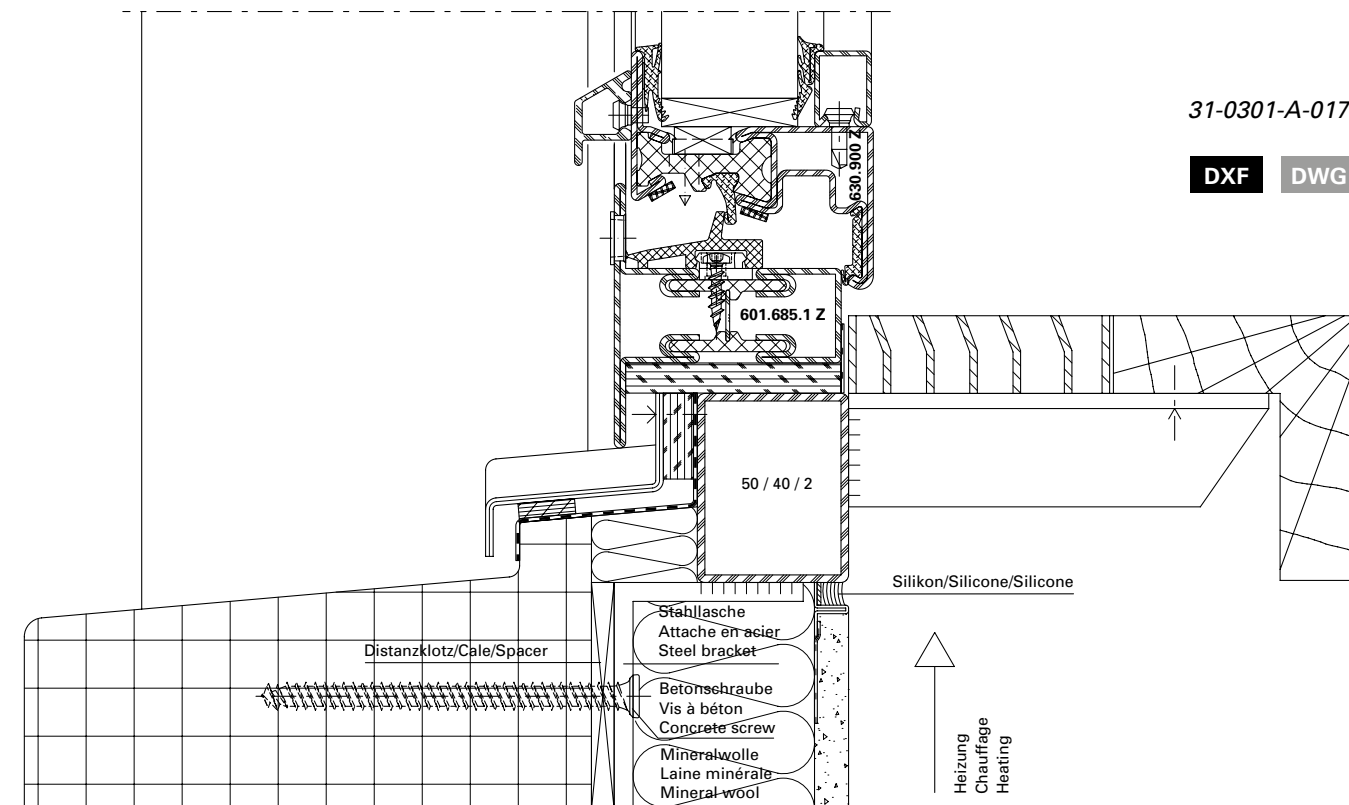 31-0301-A-017
DXF
DWG
630.900 Z
601.685.1 Z
50 / 40 / 2
Silikon/Silicone/Silicone
Stahllasche
Attache en acier
Steel bracket
Distanzklotz/Cale/Spacer
Betonschraube
Vis à béton
Concrete screw
Mineralwolle
Laine minérale
Mineral wool
Heizung
Chauffage
Heating